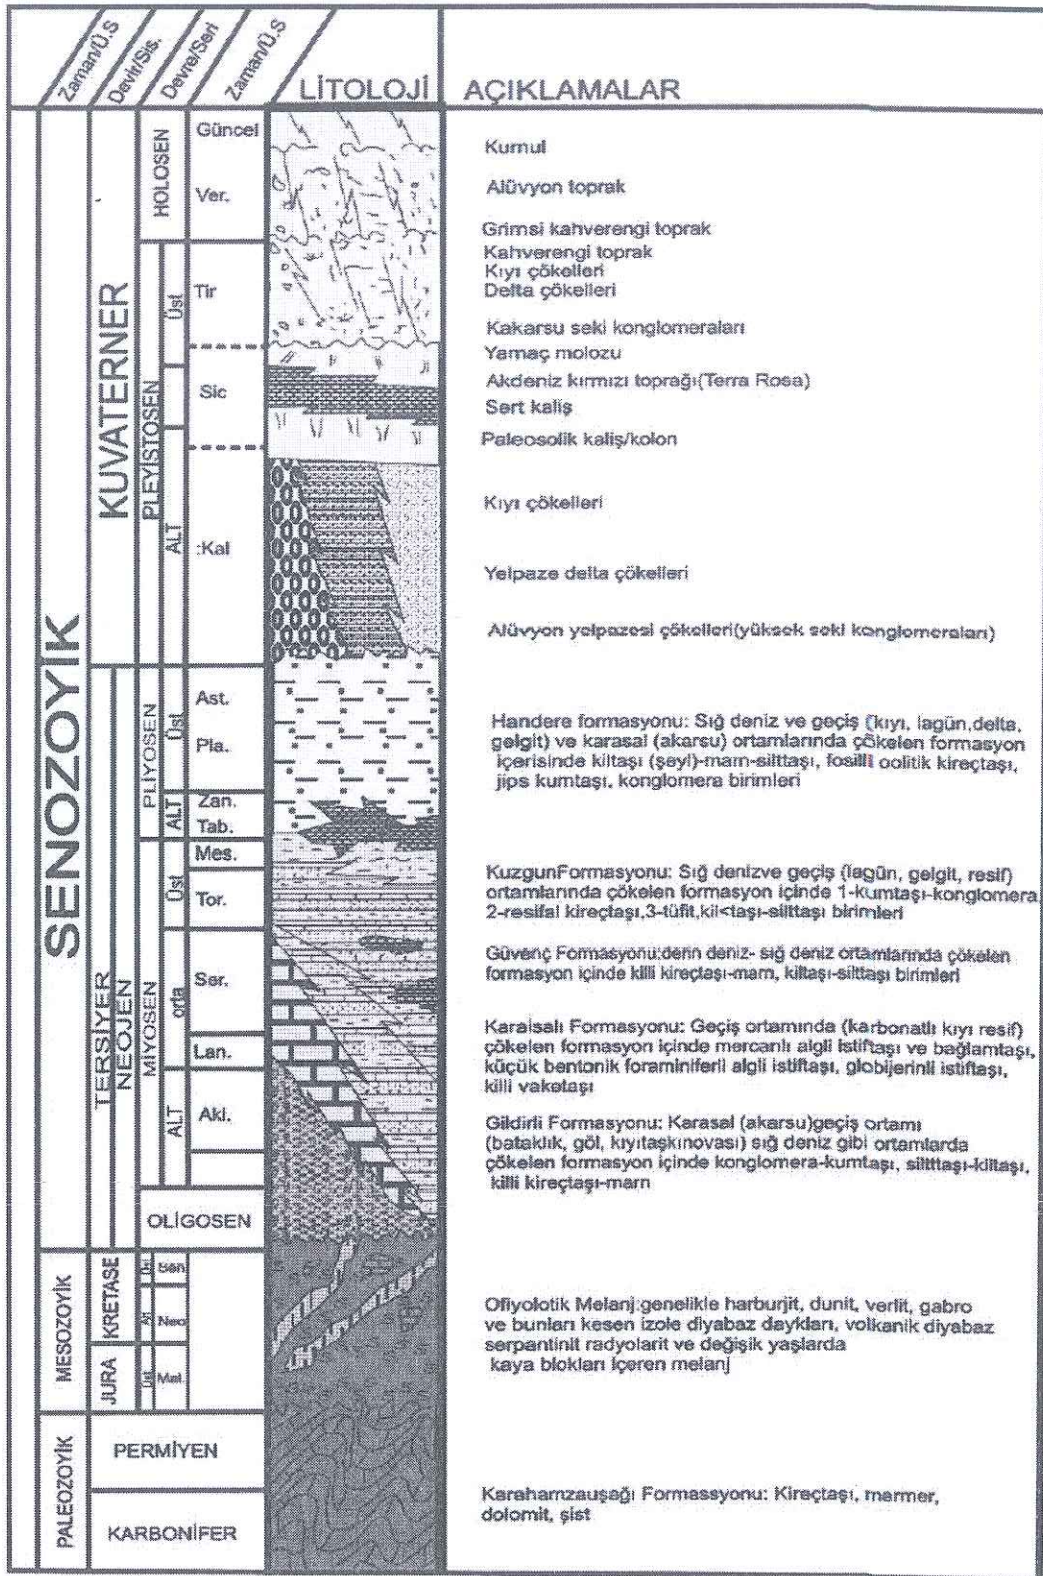 Zaman/Ü.S
Devir/Sis.
Devre/Seri
Zaman/Ü.S
LİTOLOJİ
AÇIKLAMALAR
SENOZOYİK
KUVATERNER
HOLOSEN
Güncel
Ver.
PLEYİSTOSEN
Üst
Tir
Sic
ALT
:Kal
Kumul
Alüvyon toprak
Grimsi kahverengi toprak
Kahverengi toprak
Kıyı çökelleri
Delta çökelleri
Kakarsu seki konglomeraları
Yamaç molozu
Akdeniz kırmızı toprağı(Terra Rosa)
Sert kaliş
Paleosolik kaliş/kolon
Kıyı çökelleri
Yelpaze delta çökelleri
Alüvyon yelpazesi çökelleri(yüksek seki konglomeraları)
TERSİYER
NEOJEN
PLİYOSEN
Üst
Ast.
Pla.
ALT
Zan.
Tab.
Handere formasyonu: Sığ deniz ve geçiş (kıyı, lagün,delta,
gelgit) ve karasal (akarsu) ortamlarında çökelen formasyon
içerisinde kiltaşı (şeyl)-marn-silttaşı, fosilli oolitik kireçtaşı,
jips kumtaşı, konglomera birimleri
MİYOSEN
Üst
Mes.
Tor.
KuzgunFormasyonu: Sığ denizve geçiş (lagün, gelgit, resif)
ortamlarında çökelen formasyon içinde 1-kumtaşı-konglomera
2-resifal kireçtaşı,3-tüfit,kil<taşı-silttaşı birimleri
orta
Ser.
Lan.
Güvenç Formasyonu:derin deniz- sığ deniz ortamlarında çökelen
formasyon içinde killi kireçtaşı-marn, kiltaşı-silttaşı birimleri
Karaisalı Formasyonu: Geçiş ortamında (karbonatlı kıyı resif)
çökelen formasyon içinde mercanlı algli istiftaşı ve bağlamtaşı,
küçük bentonik foraminiferli algli istiftaşı, globijerinli istiftaşı,
killi vaketaşı
ALT
Akl.
Gildirli Formasyonu: Karasal (akarsu)geçiş ortamı
(bataklık, göl, kıyıtaşkınovası) sığ deniz gibi ortamlarda
çökelen formasyon içinde konglomera-kumtaşı, silttaşı-kiltaşı,
killi kireçtaşı-marn
OLİGOSEN
MESOZOYİK
KRETASE
Üst
Sen
Alt
Neo
JURA
Üst
Mal
Ofiyolotik Melanj:genelikle harburjit, dunit, verlit, gabro
ve bunları kesen izole diyabaz daykları, volkanik diyabaz
serpantinit radyolarit ve değişik yaşlarda
kaya blokları içeren melanj
PALEOZOYİK
PERMİYEN
KARBONİFER
Karahamzauşağı Formassyonu: Kireçtaşı, mermer,
dolomit, şist